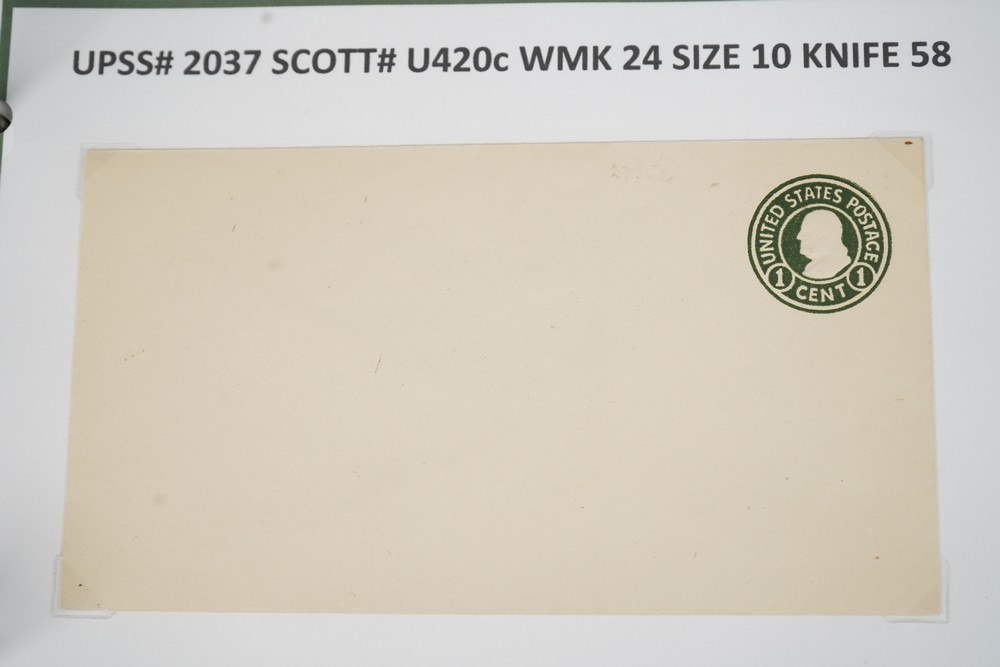 UPSS# 2037 SCOTT# U420c WMK 24 SIZE 10 KNIFE 58
UNITED STATES POSTAGE
1 CENT 1